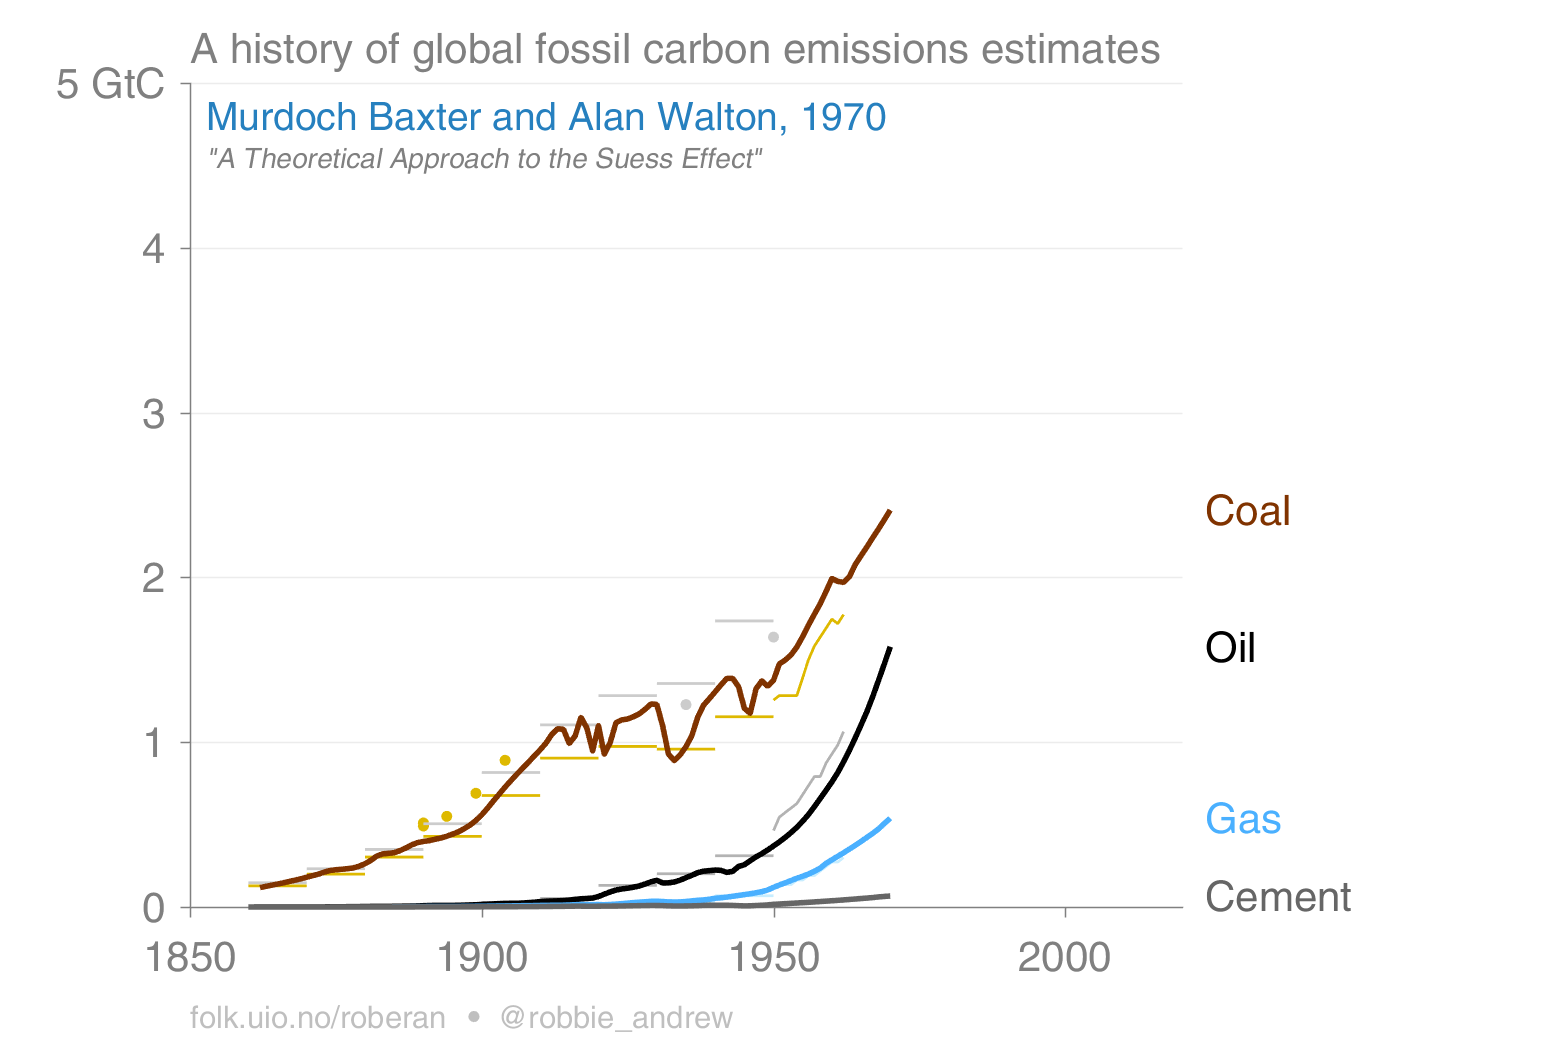 A history of global fossil carbon emissions estimates
5 GtC
Murdoch Baxter and Alan Walton, 1970
"A Theoretical Approach to the Suess Effect"
4
3
2
1
0
Coal
Oil
Gas
Cement
1850 1900 1950 2000
folk.uio.no/roberan • @robbie_andrew